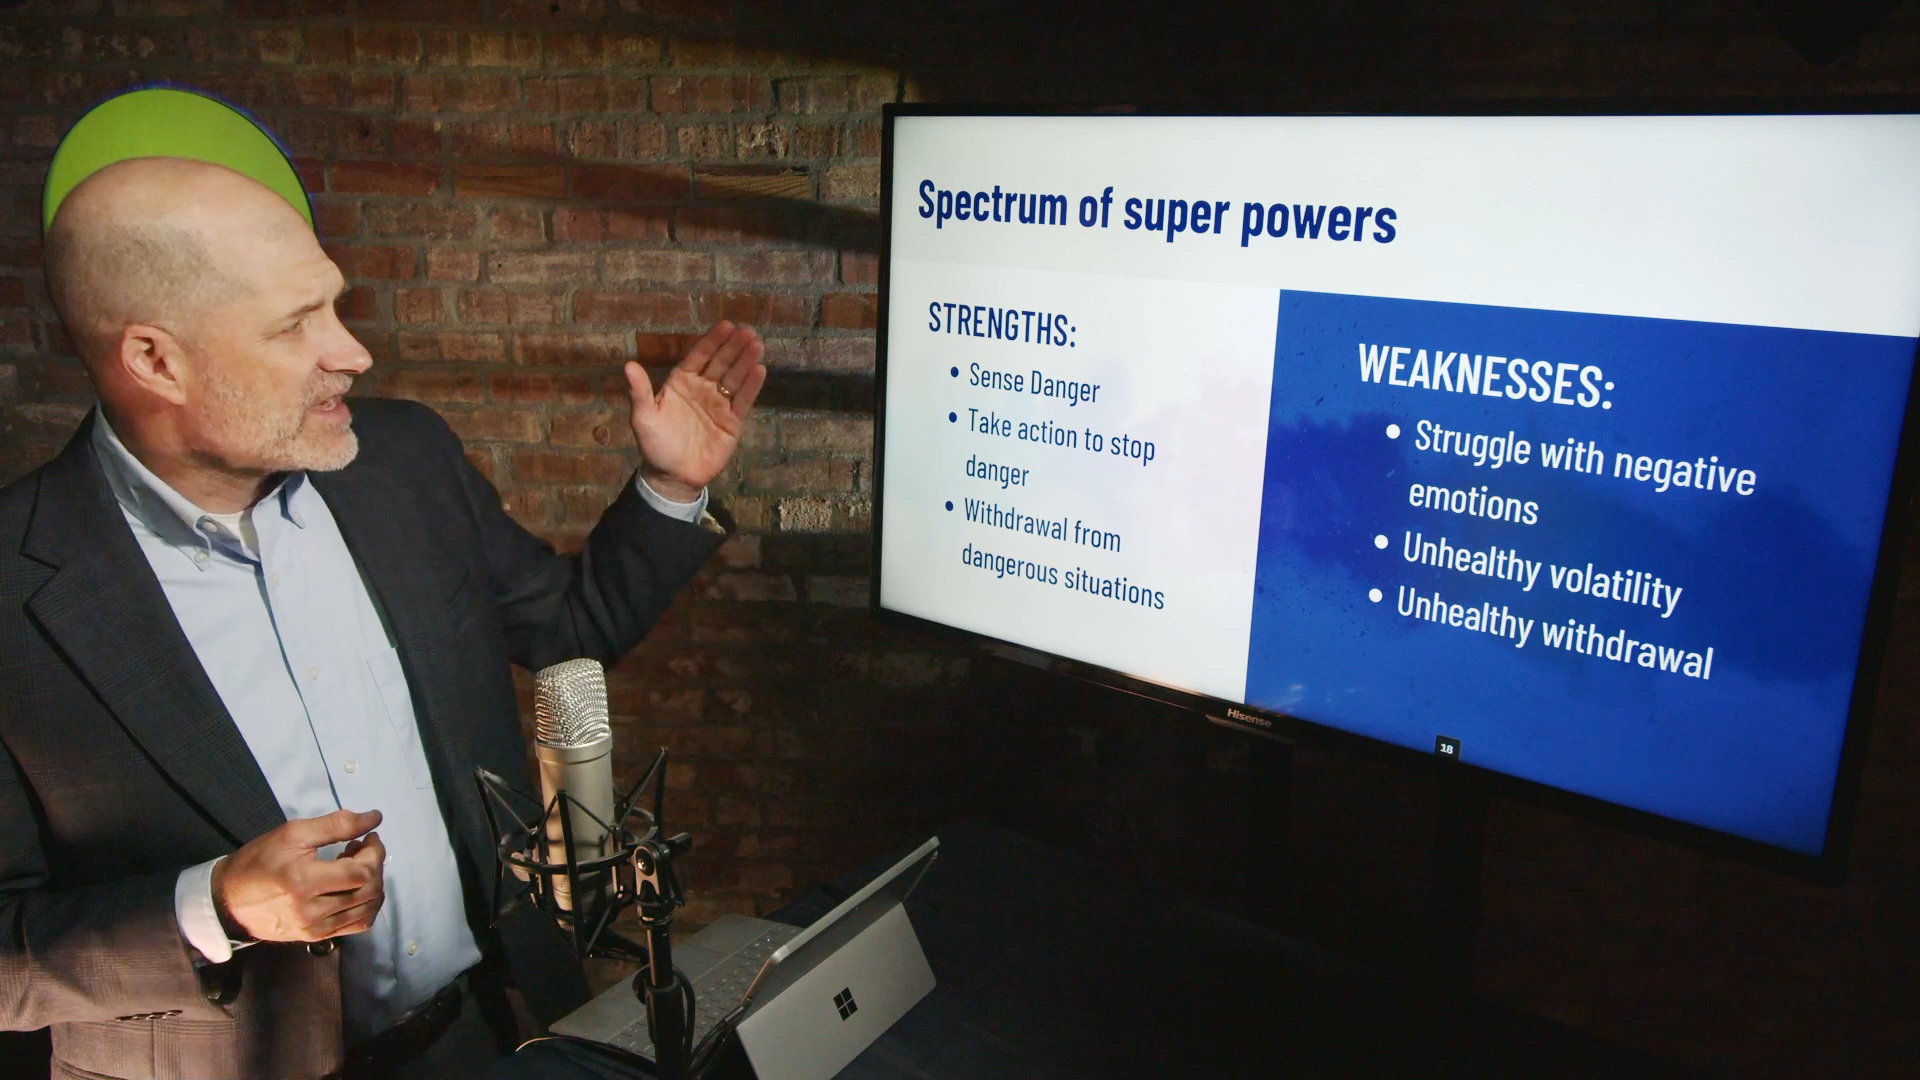 Spectrum of super powers
STRENGTHS:
• Sense Danger
• Take action to stop
danger
• Withdrawal from
dangerous situations
WEAKNESSES:
• Struggle with negative
emotions
• Unhealthy volatility
• Unhealthy withdrawal
Hisense
18